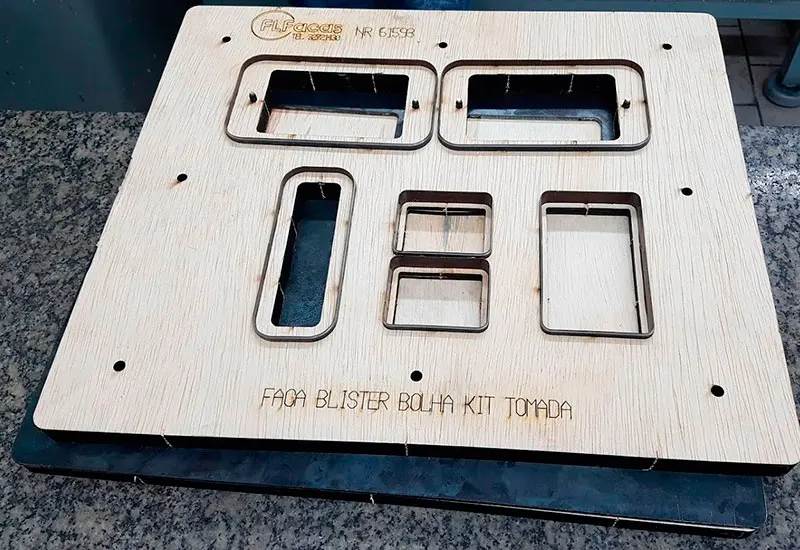 FLFacas
NR 61593
FACA BLISTER BOLHA KIT TOMADA